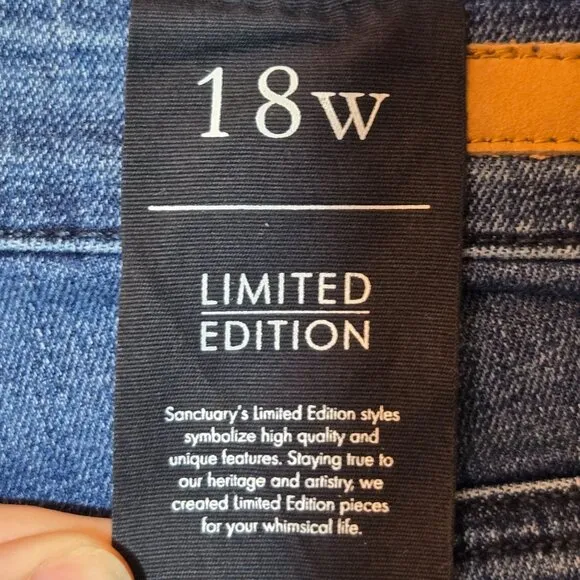 18w
LIMITED
EDITION
Sanctuary's Limited Edition styles
symbolize high quality and
unique features. Staying true to
our heritage and artistry, we
created Limited Edition pieces
for your whimsical life.